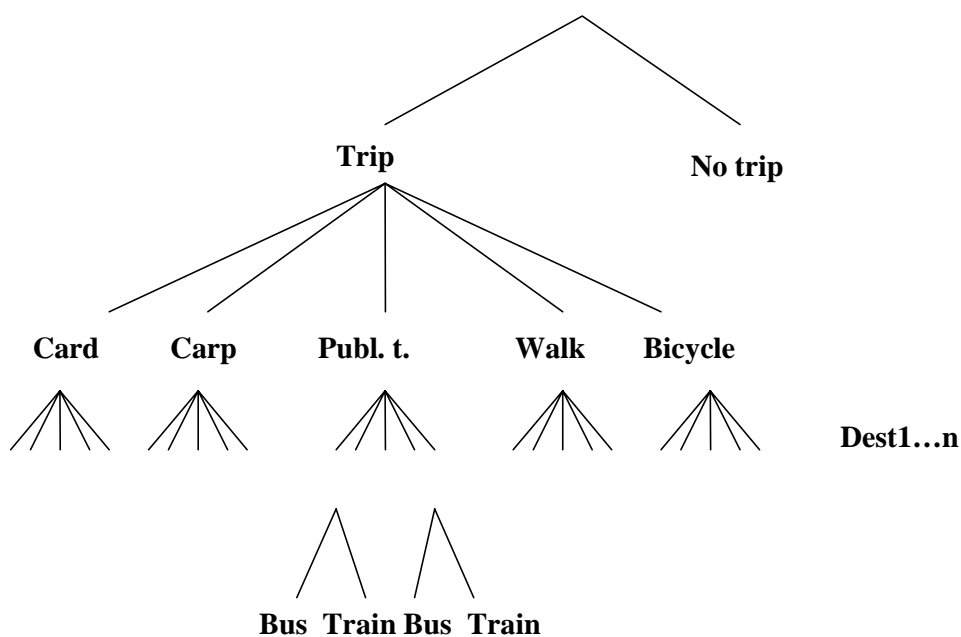 Trip No trip
Card Carp Publ. t. Walk Bicycle
Dest1…n
Bus Train Bus Train